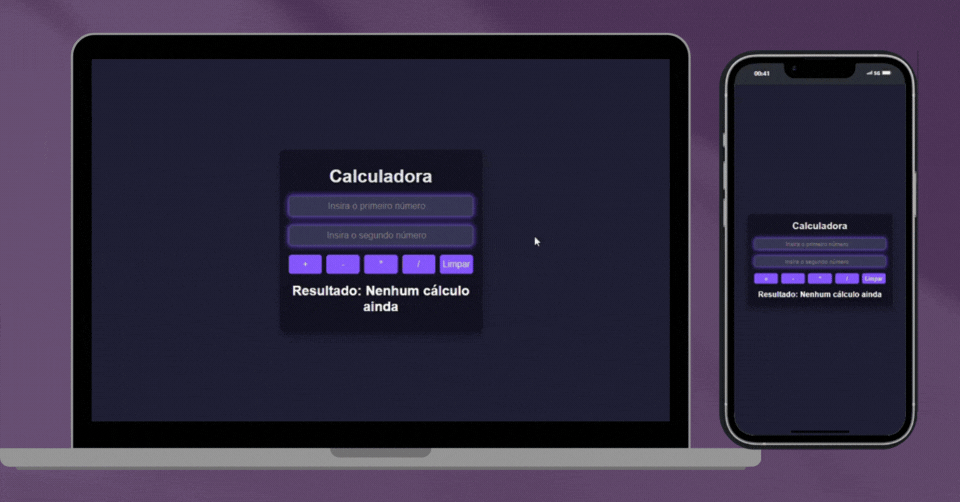 Calculadora
Insira o primeiro número
Insira o segundo número
+ - * / Limpar
Resultado: Nenhum cálculo
ainda
00:41
5G
Calculadora
Insira o primeiro número
Insira o segundo número
+ - * / Limpar
Resultado: Nenhum cálculo ainda